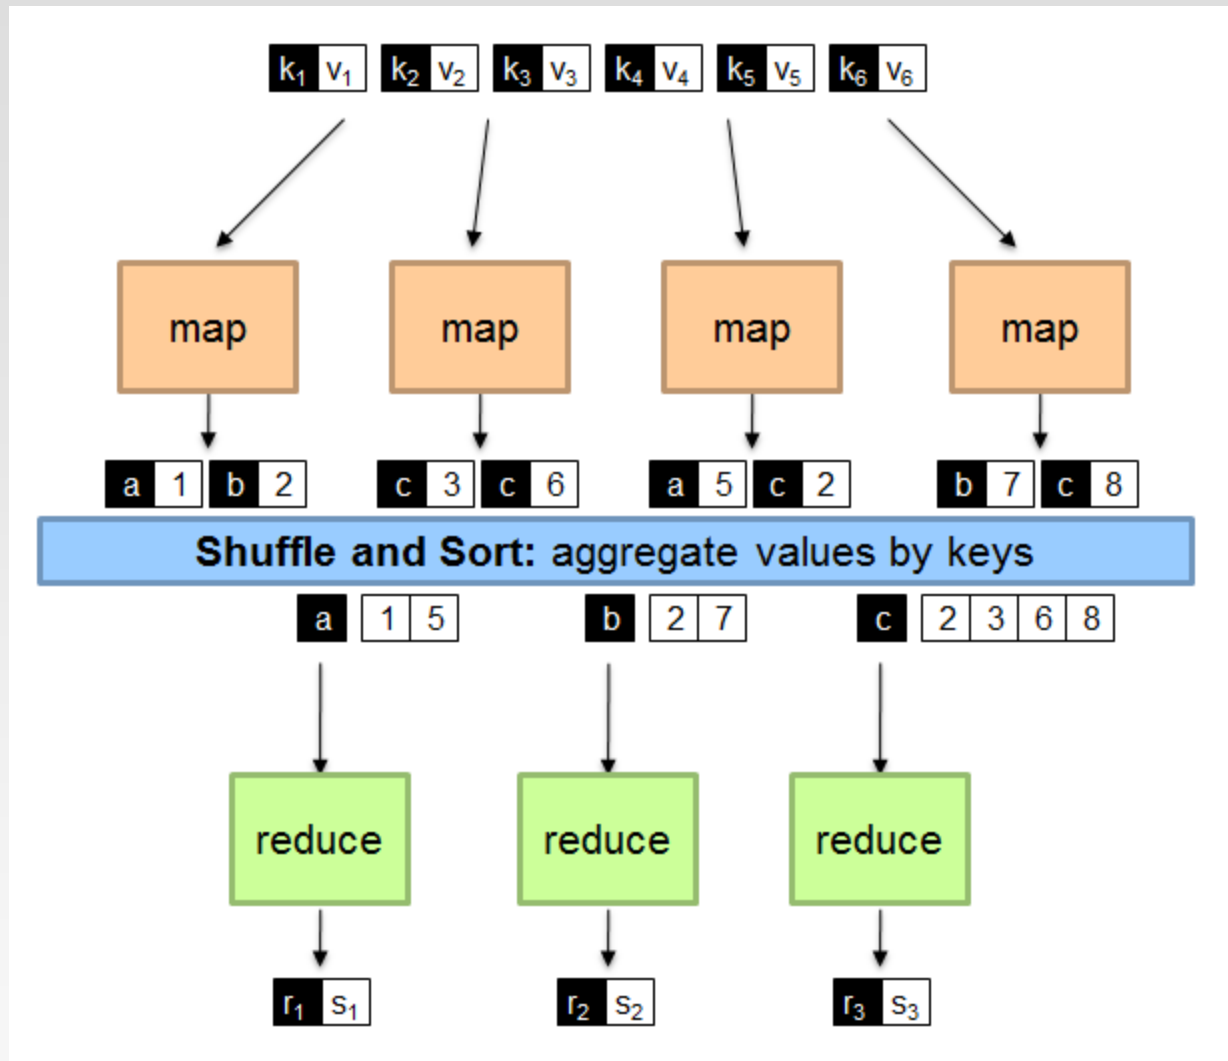 k₁ v₁ k₂ v₂ k₃ v₃ k₄ v₄ k₅ v₅ k₆ v₆
map map map map
a 1 b 2 c 3 c 6 a 5 c 2 b 7 c 8
Shuffle and Sort: aggregate values by keys
a 1 5 b 2 7 c 2 3 6 8
reduce reduce reduce
r₁ s₁ r₂ s₂ r₃ s₃